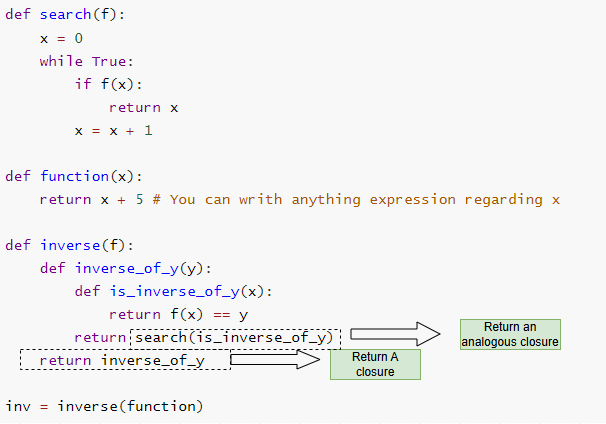 def search(f):
    x = 0
    while True:
        if f(x):
            return x
        x = x + 1
def function(x):
    return x + 5 # You can writh anything expression regarding x
def inverse(f):
    def inverse_of_y(y):
        def is_inverse_of_y(x):
            return f(x) == y
        return search(is_inverse_of_y)
    return inverse_of_y
inv = inverse(function)
Return an
analogous closure
Return A
closure